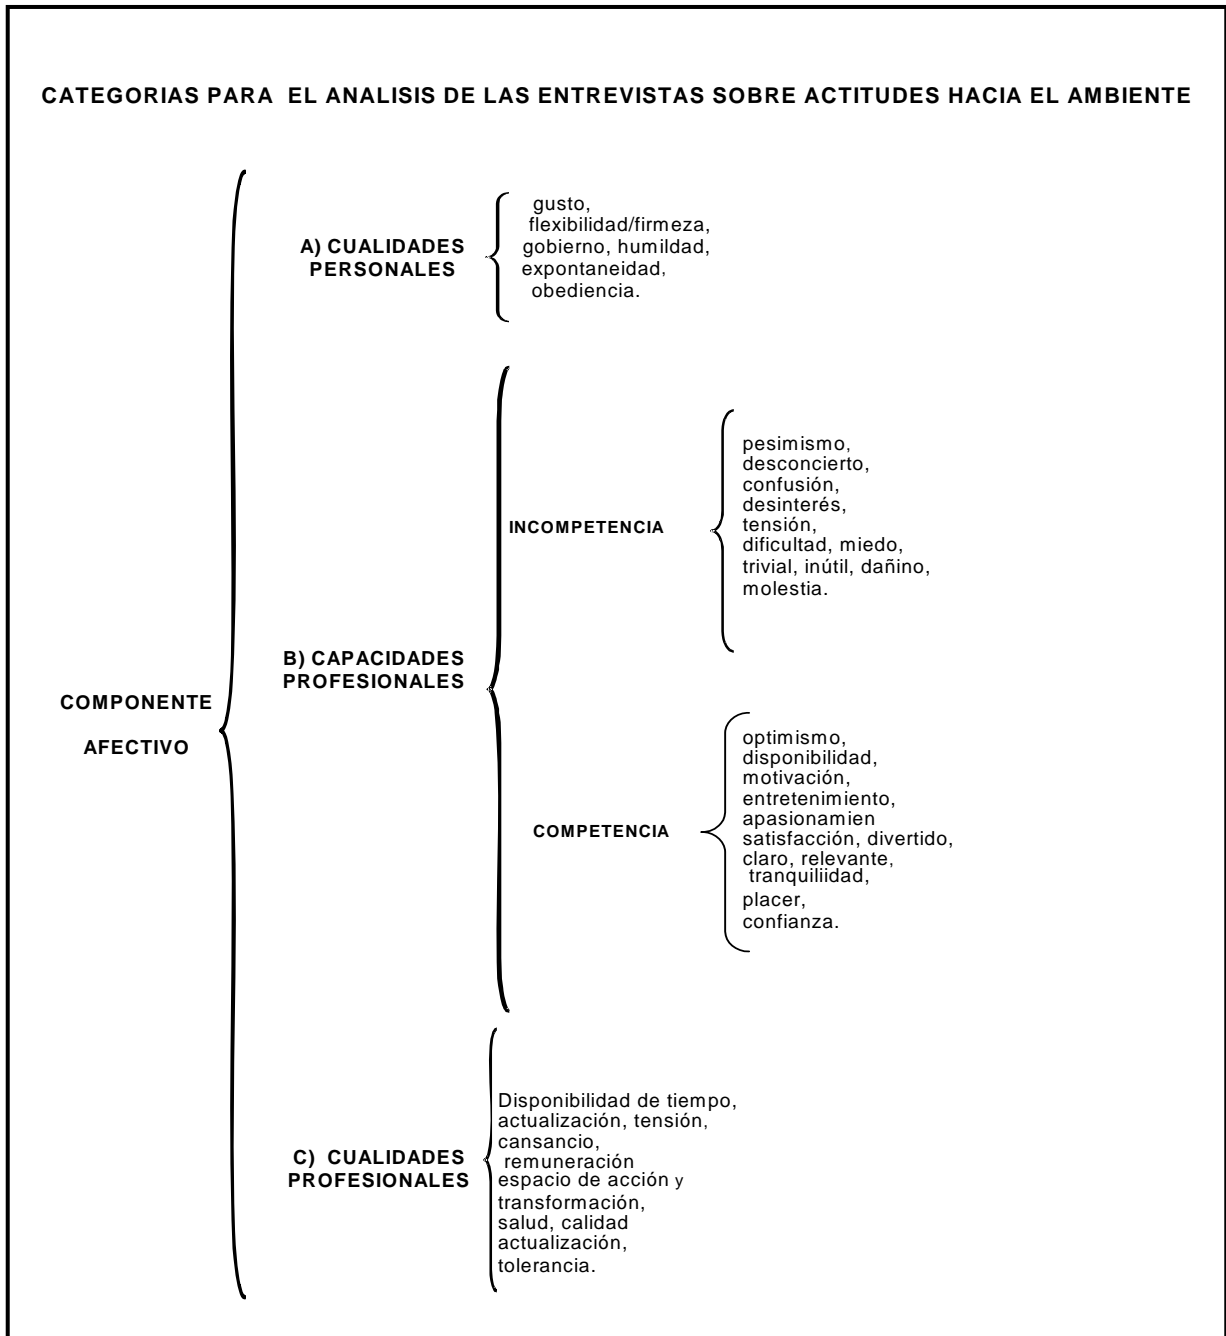 CATEGORIAS PARA EL ANALISIS DE LAS ENTREVISTAS SOBRE ACTITUDES HACIA EL AMBIENTE
COMPONENTE
AFECTIVO
A) CUALIDADES
PERSONALES
gusto,
flexibilidad/firmeza,
gobierno, humildad,
expontaneidad,
obediencia.
B) CAPACIDADES
PROFESIONALES
INCOMPETENCIA
pesimismo,
desconcierto,
confusión,
desinterés,
tensión,
dificultad, miedo,
trivial, inútil, dañino,
molestia.
COMPETENCIA
optimismo,
disponibilidad,
motivación,
entretenimiento,
apasionamien
satisfacción, divertido,
claro, relevante,
tranquiliidad,
placer,
confianza.
C) CUALIDADES
PROFESIONALES
Disponibilidad de tiempo,
actualización, tensión,
cansancio,
remuneración
espacio de acción y
transformación,
salud, calidad
actualización,
tolerancia.